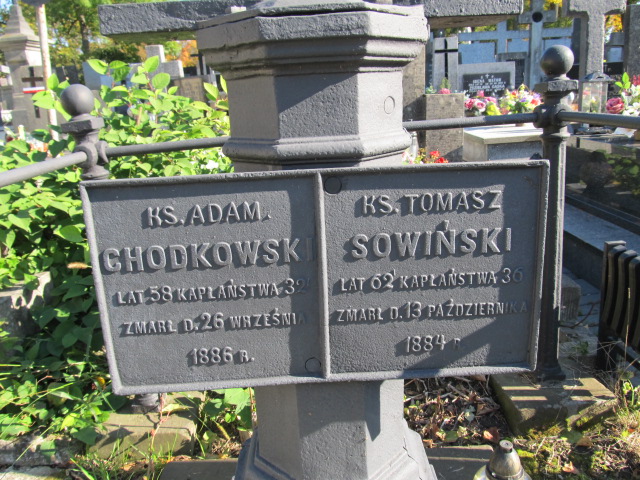 KS. ADAM.
CHODKOWSKI
LAT 58 KAPŁAŃSTWA 32
ZMARŁ D. 26 WRZEŚNIA
1886 R.
KS. TOMASZ
SOWIŃSKI
LAT 62 KAPŁAŃSTWA 36
ZMARŁ D. 13 PAŹDZIERNIKA
1884 R.